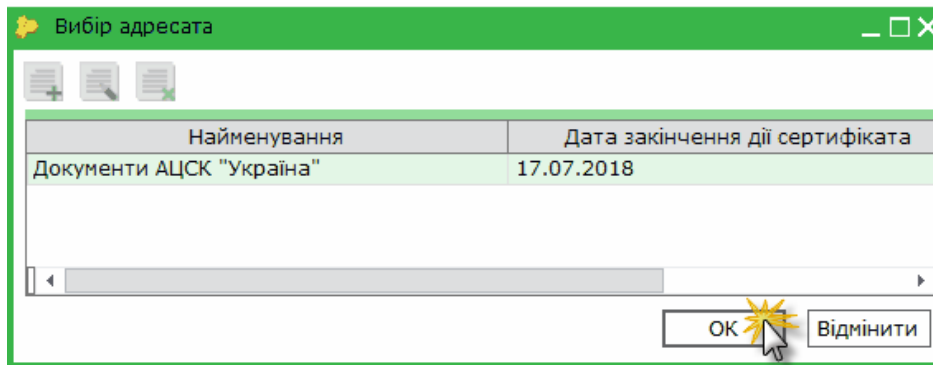 Вибір адресата
Найменування Дата закінчення дії сертифіката
Документи АЦСК "Україна" 17.07.2018
ОК Відмінити